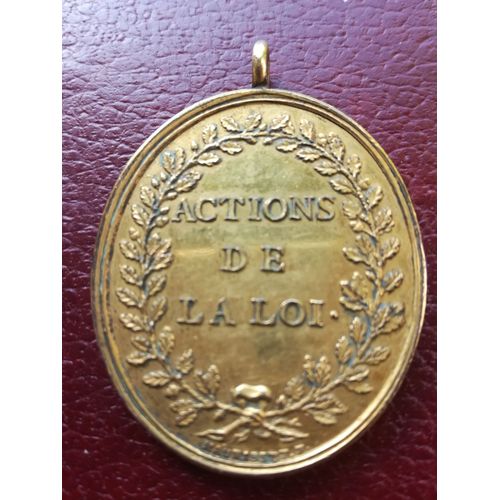 ACTIONS
DE
LA LOI.